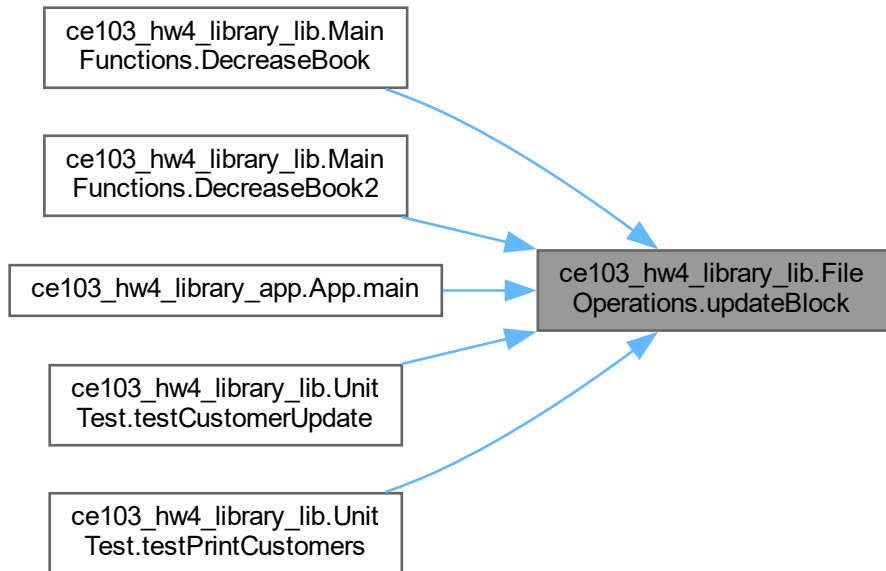 ce103_hw4_library_lib.Main
Functions.DecreaseBook
ce103_hw4_library_lib.Main
Functions.DecreaseBook2
ce103_hw4_library_app.App.main
ce103_hw4_library_lib.File
Operations.updateBlock
ce103_hw4_library_lib.Unit
Test.testCustomerUpdate
ce103_hw4_library_lib.Unit
Test.testPrintCustomers